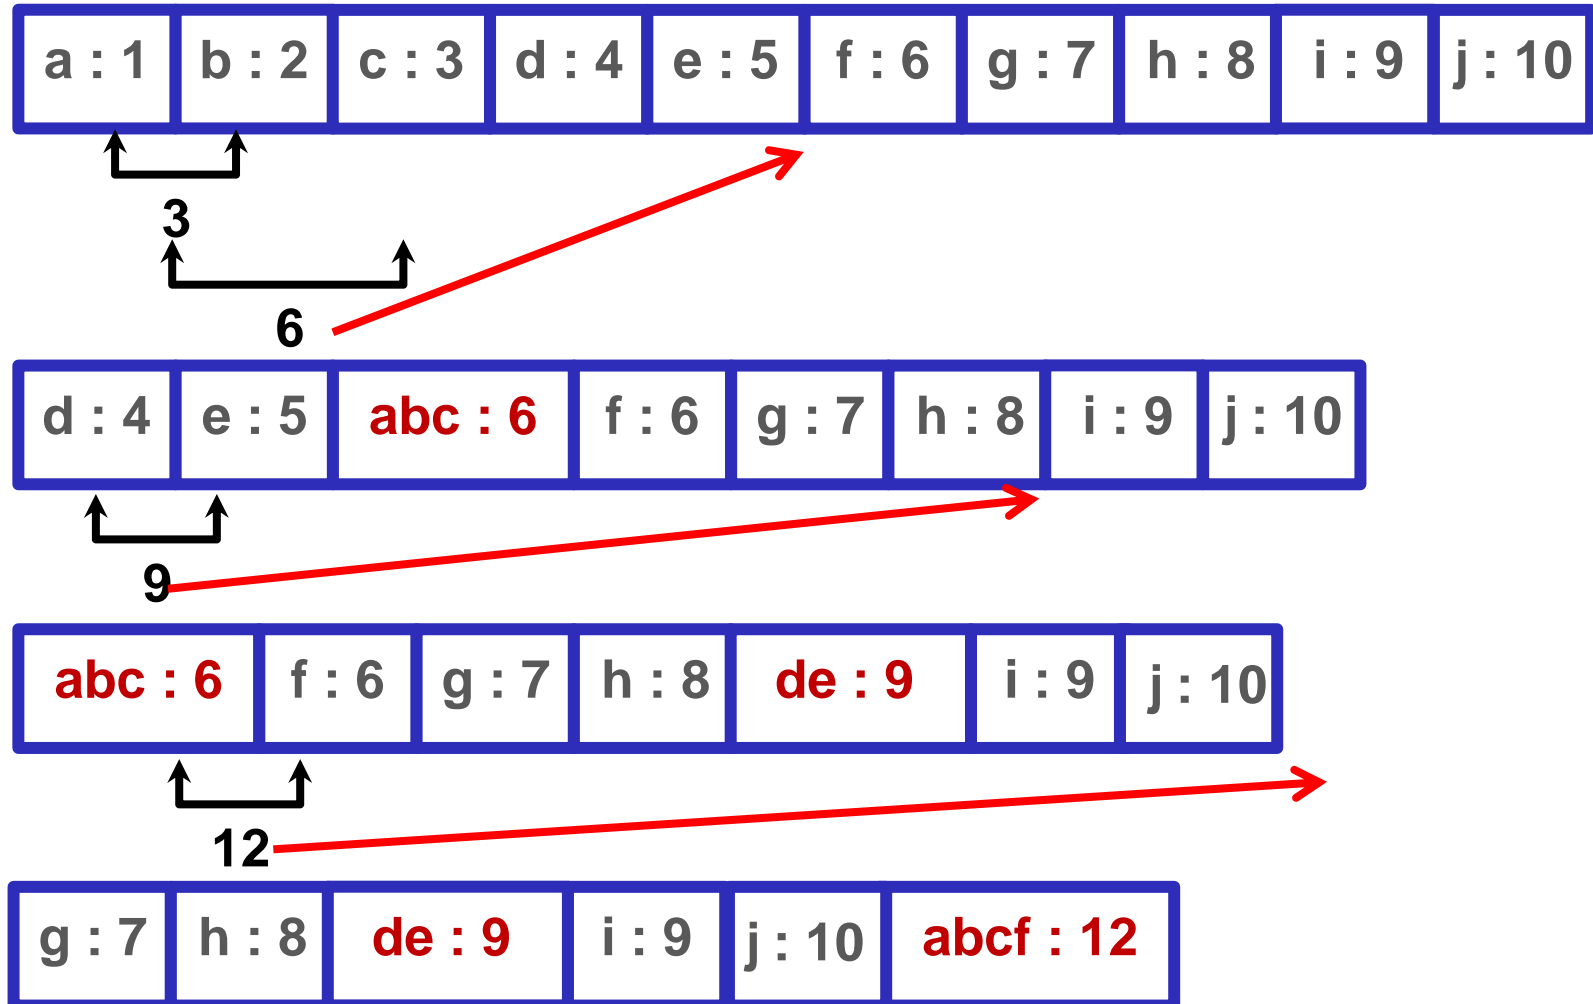 a : 1 b : 2 c : 3 d : 4 e : 5 f : 6 g : 7 h : 8 i : 9 j : 10
3
6
d : 4 e : 5 abc : 6 f : 6 g : 7 h : 8 i : 9 j : 10
9
abc : 6 f : 6 g : 7 h : 8 de : 9 i : 9 j : 10
12
g : 7 h : 8 de : 9 i : 9 j : 10 abcf : 12